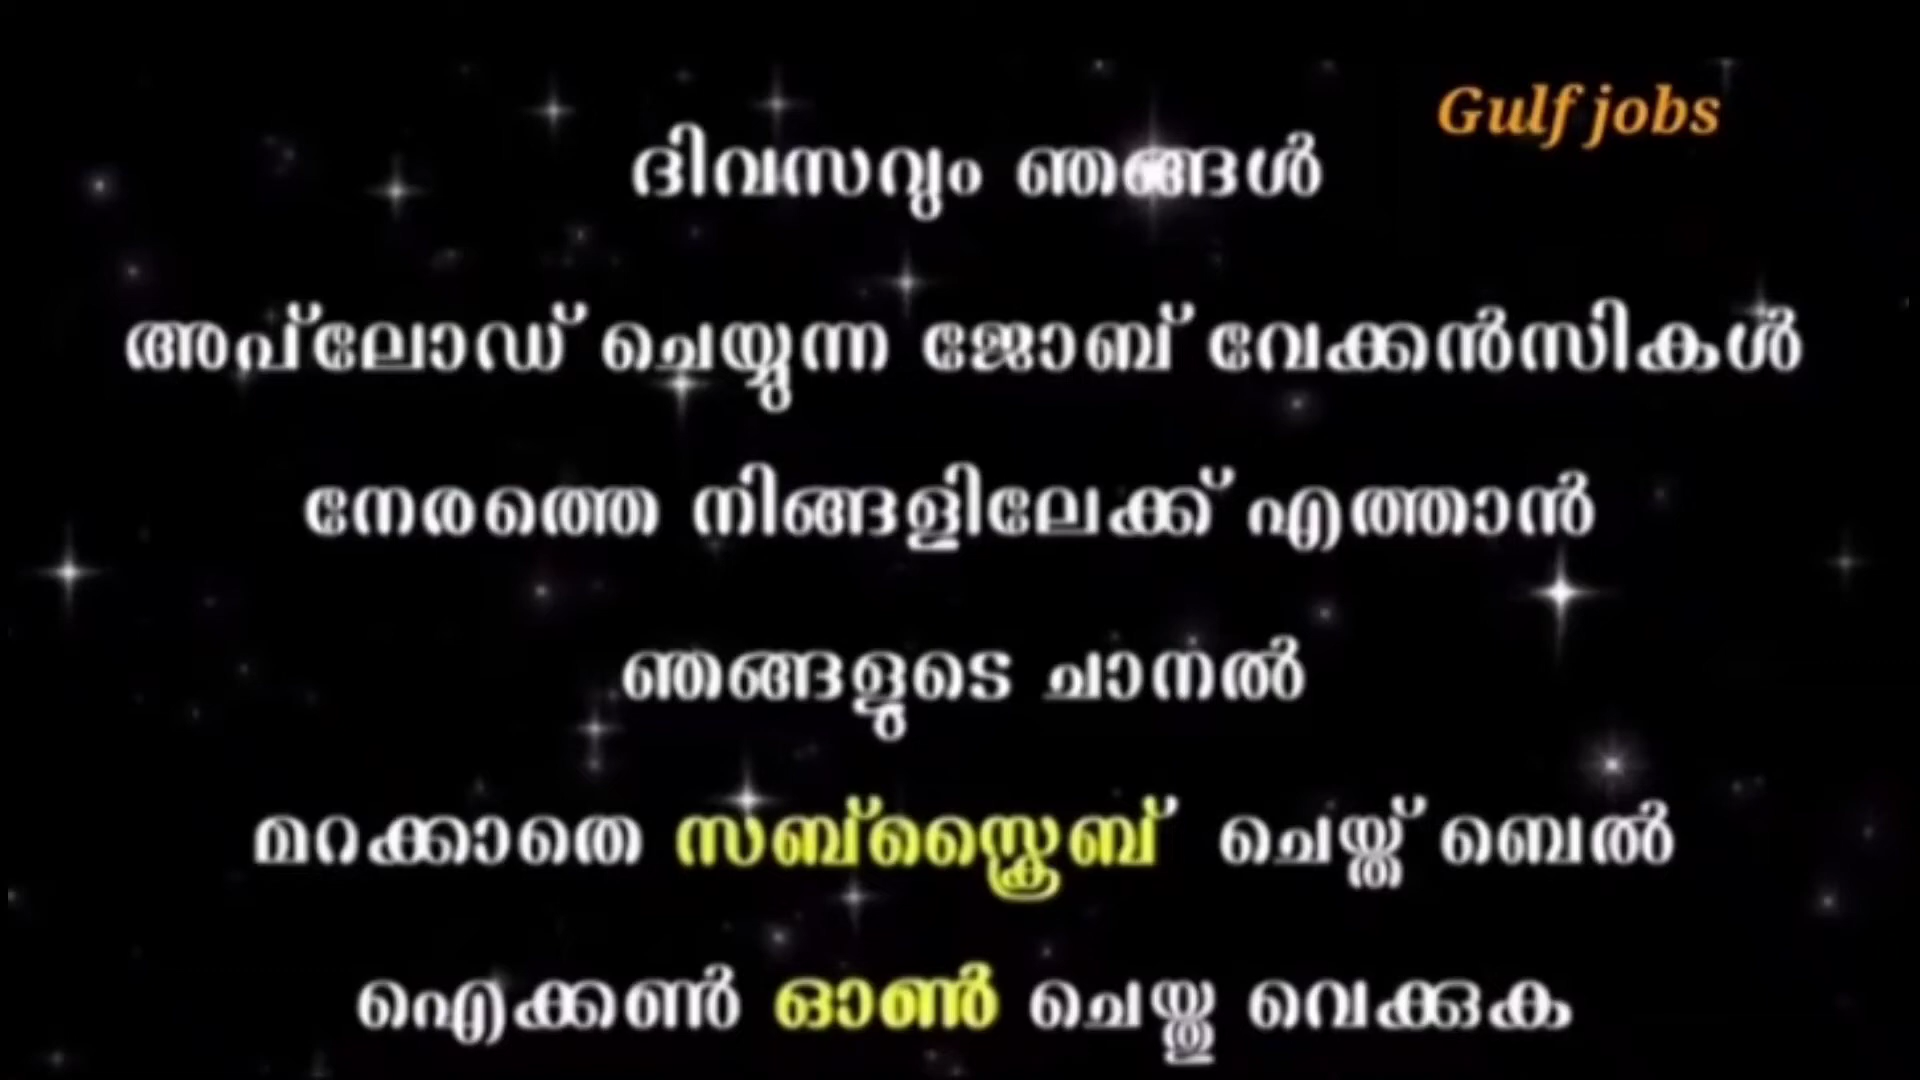 Gulf jobs
ദിവസവും ഞങ്ങൾ
അപ്‌ലോഡ് ചെയ്യുന്ന ജോബ് വേക്കൻസികൾ
നേരത്തെ നിങ്ങളിലേക്ക് എത്താൻ
ഞങ്ങളുടെ ചാനൽ
മറക്കാതെ സബ്‌സ്ക്രൈബ് ചെയ്ത് ബെൽ
ഐക്കൺ ഓൺ ചെയ്തു വെക്കുക